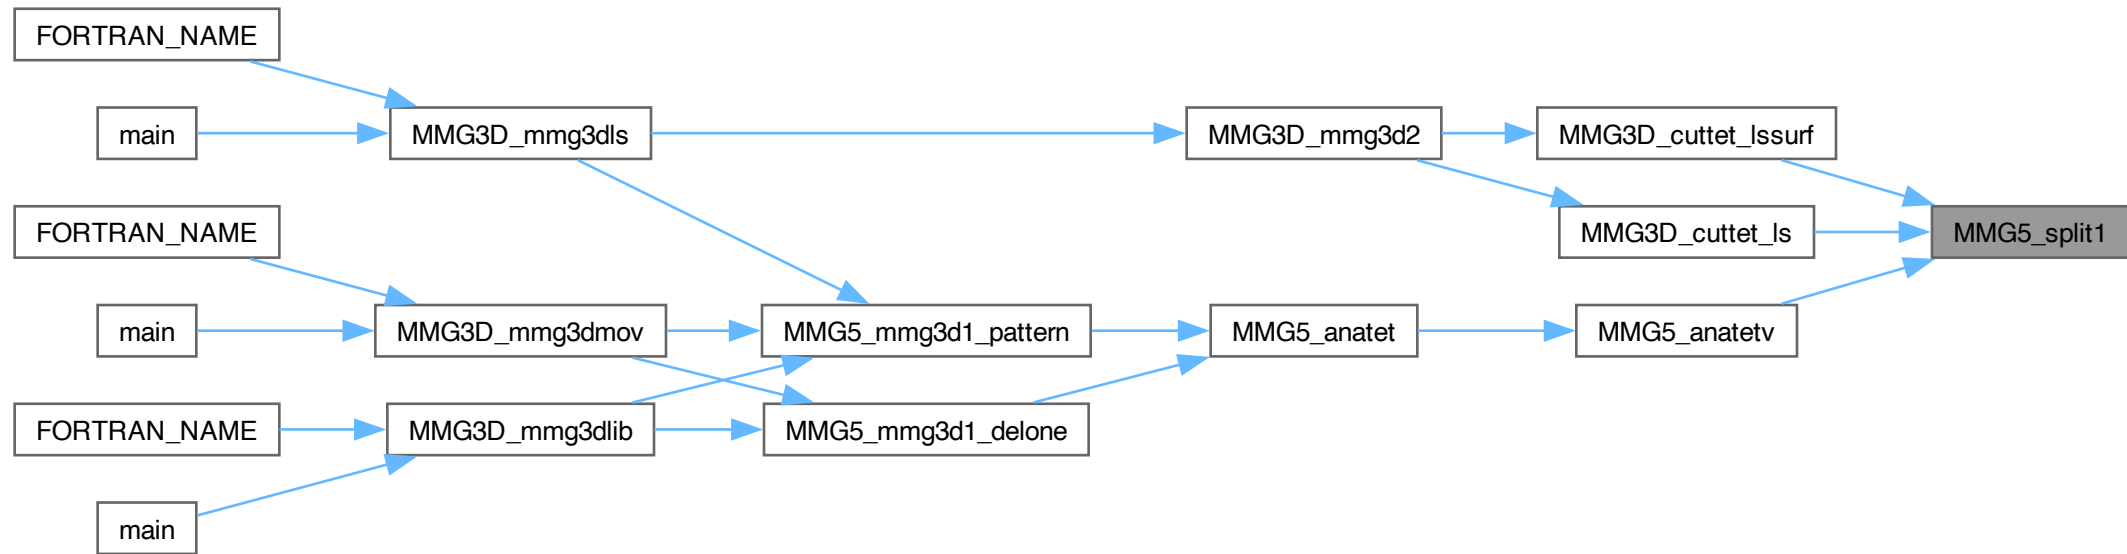 FORTRAN_NAME
main
MMG3D_mmg3dls
MMG3D_mmg3d2
MMG3D_cuttet_lssurf
FORTRAN_NAME
MMG3D_cuttet_ls
MMG5_split1
main
MMG3D_mmg3dmov
MMG5_mmg3d1_pattern
MMG5_anatet
MMG5_anatetv
FORTRAN_NAME
MMG3D_mmg3dlib
MMG5_mmg3d1_delone
main